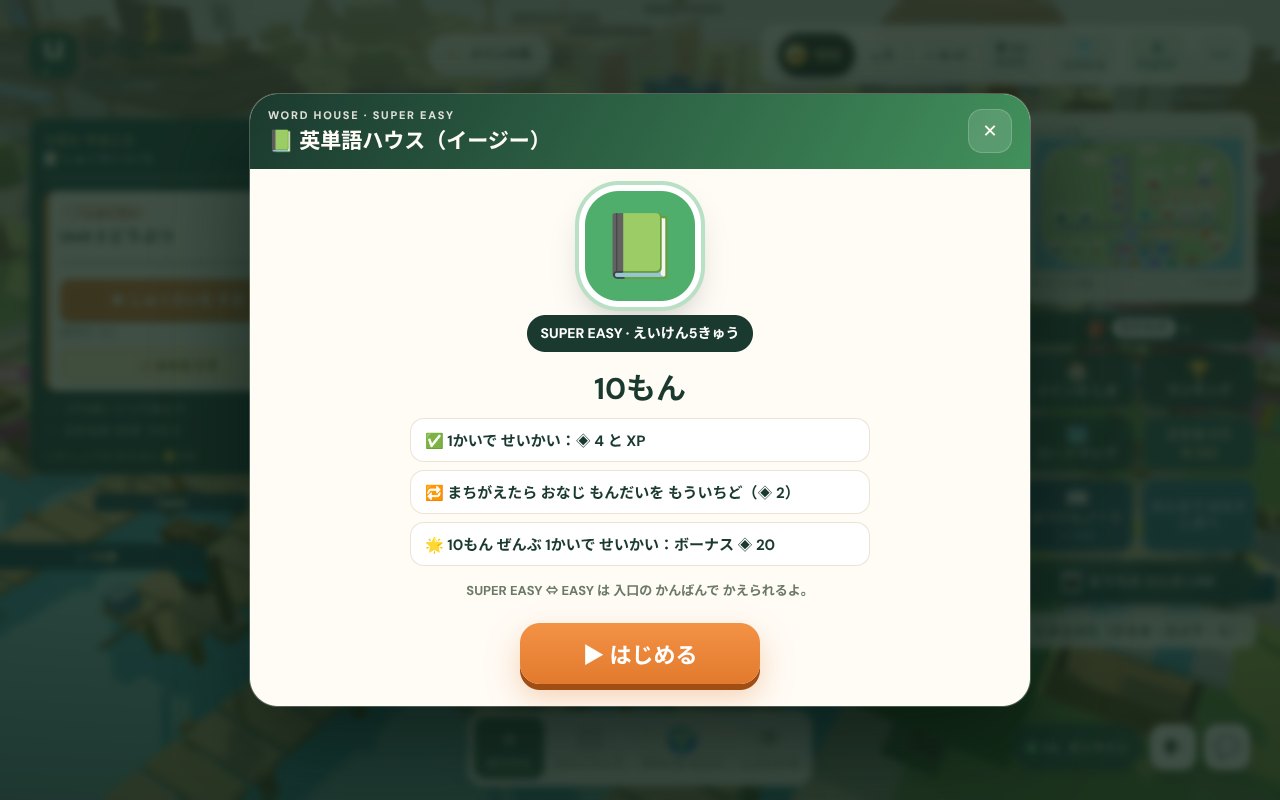 WORD HOUSE · SUPER EASY
📗 英単語ハウス（イージー）
✕
SUPER EASY · えいけん5きゅう
10もん
✅ 1かいで せいかい：◈ 4 と XP
🔁 まちがえたら おなじ もんだいを もういちど（◈ 2）
🌟 10もん ぜんぶ 1かいで せいかい：ボーナス ◈ 20
SUPER EASY ⇔ EASY は 入口の かんばんで かえられるよ。
▶ はじめる